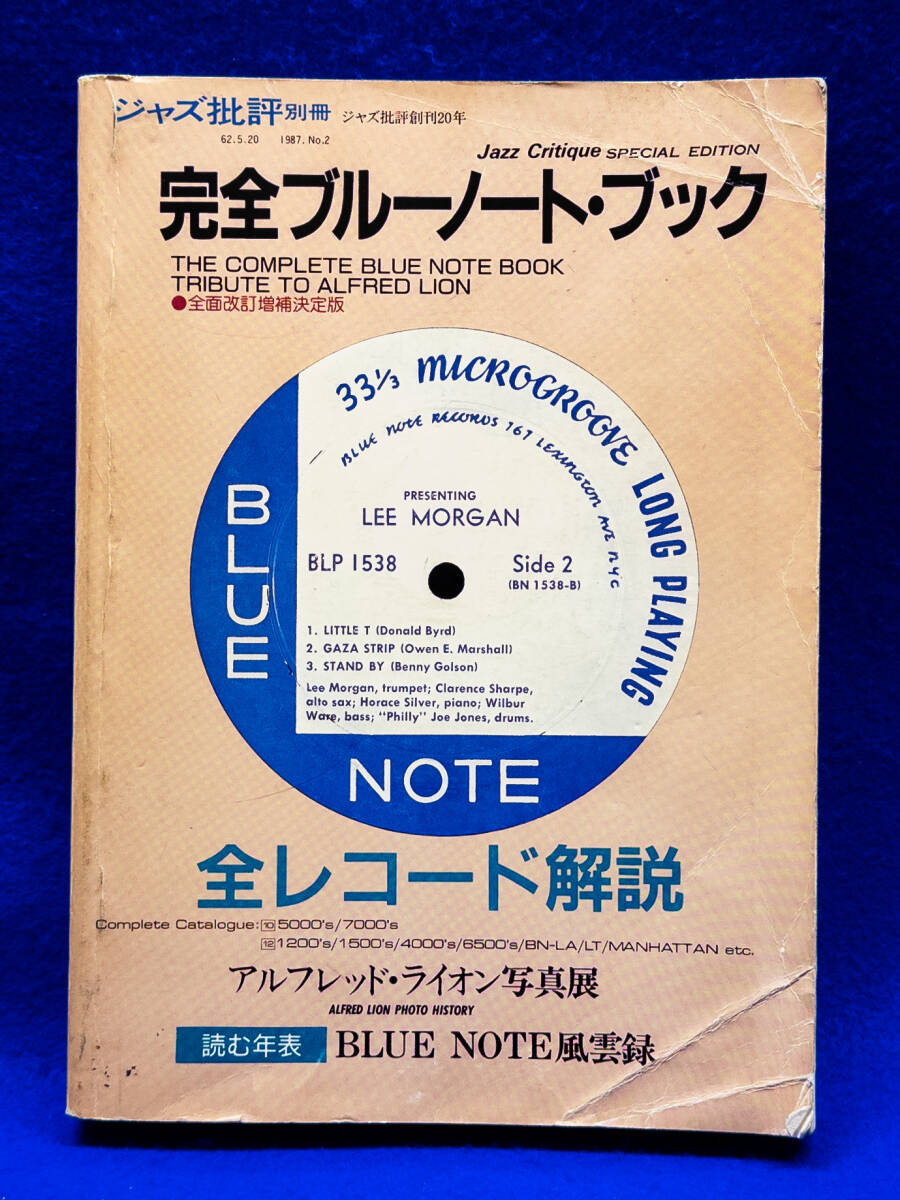 ジャズ批評別冊 ジャズ批評創刊20年
62.5.20 1987. No.2
Jazz Critique SPECIAL EDITION
完全ブルーノート・ブック
THE COMPLETE BLUE NOTE BOOK
TRIBUTE TO ALFRED LION
●全面改訂増補決定版
33⅓ MICROGROOVE LONG PLAYING
BLUE NOTE RECORDS 767 LEXINGTON AVE NYC
PRESENTING
LEE MORGAN
BLP 1538 Side 2
(BN 1538-B)
1. LITTLE T (Donald Byrd)
2. GAZA STRIP (Owen E. Marshall)
3. STAND BY (Benny Golson)
Lee Morgan, trumpet; Clarence Sharpe,
alto sax; Horace Silver, piano; Wilbur
Ware, bass; "Philly" Joe Jones, drums.
BLUE
NOTE
全レコード解説
Complete Catalogue: 10 5000's/7000's
12 1200's/1500's/4000's/6500's/BN-LA/LT/MANHATTAN etc.
アルフレッド・ライオン写真展
ALFRED LION PHOTO HISTORY
読む年表 BLUE NOTE風雲録